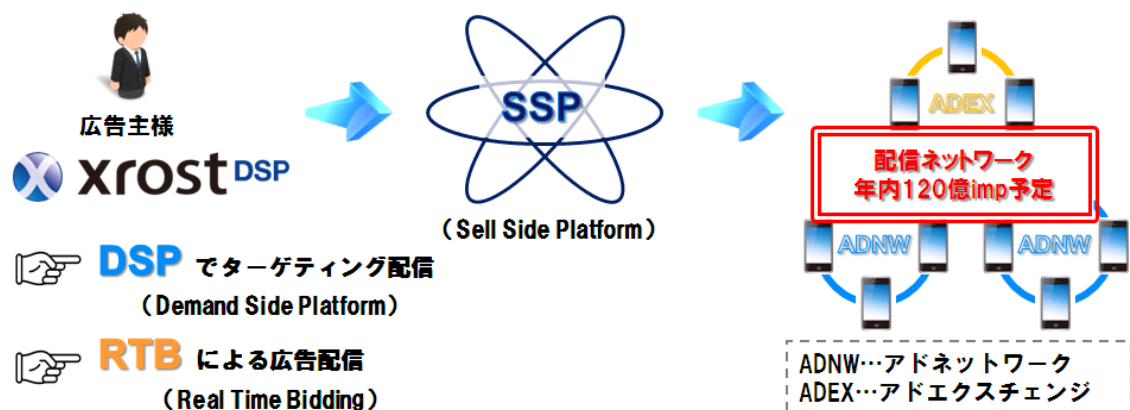 広告主様
xrost DSP
DSP でターゲティング配信
(Demand Side Platform)
RTB による広告配信
(Real Time Bidding)
SSP
(Sell Side Platform)
ADEX
配信ネットワーク
年内120億imp予定
ADNW
ADNW
ADNW…アドネットワーク
ADEX…アドエクスチェンジ